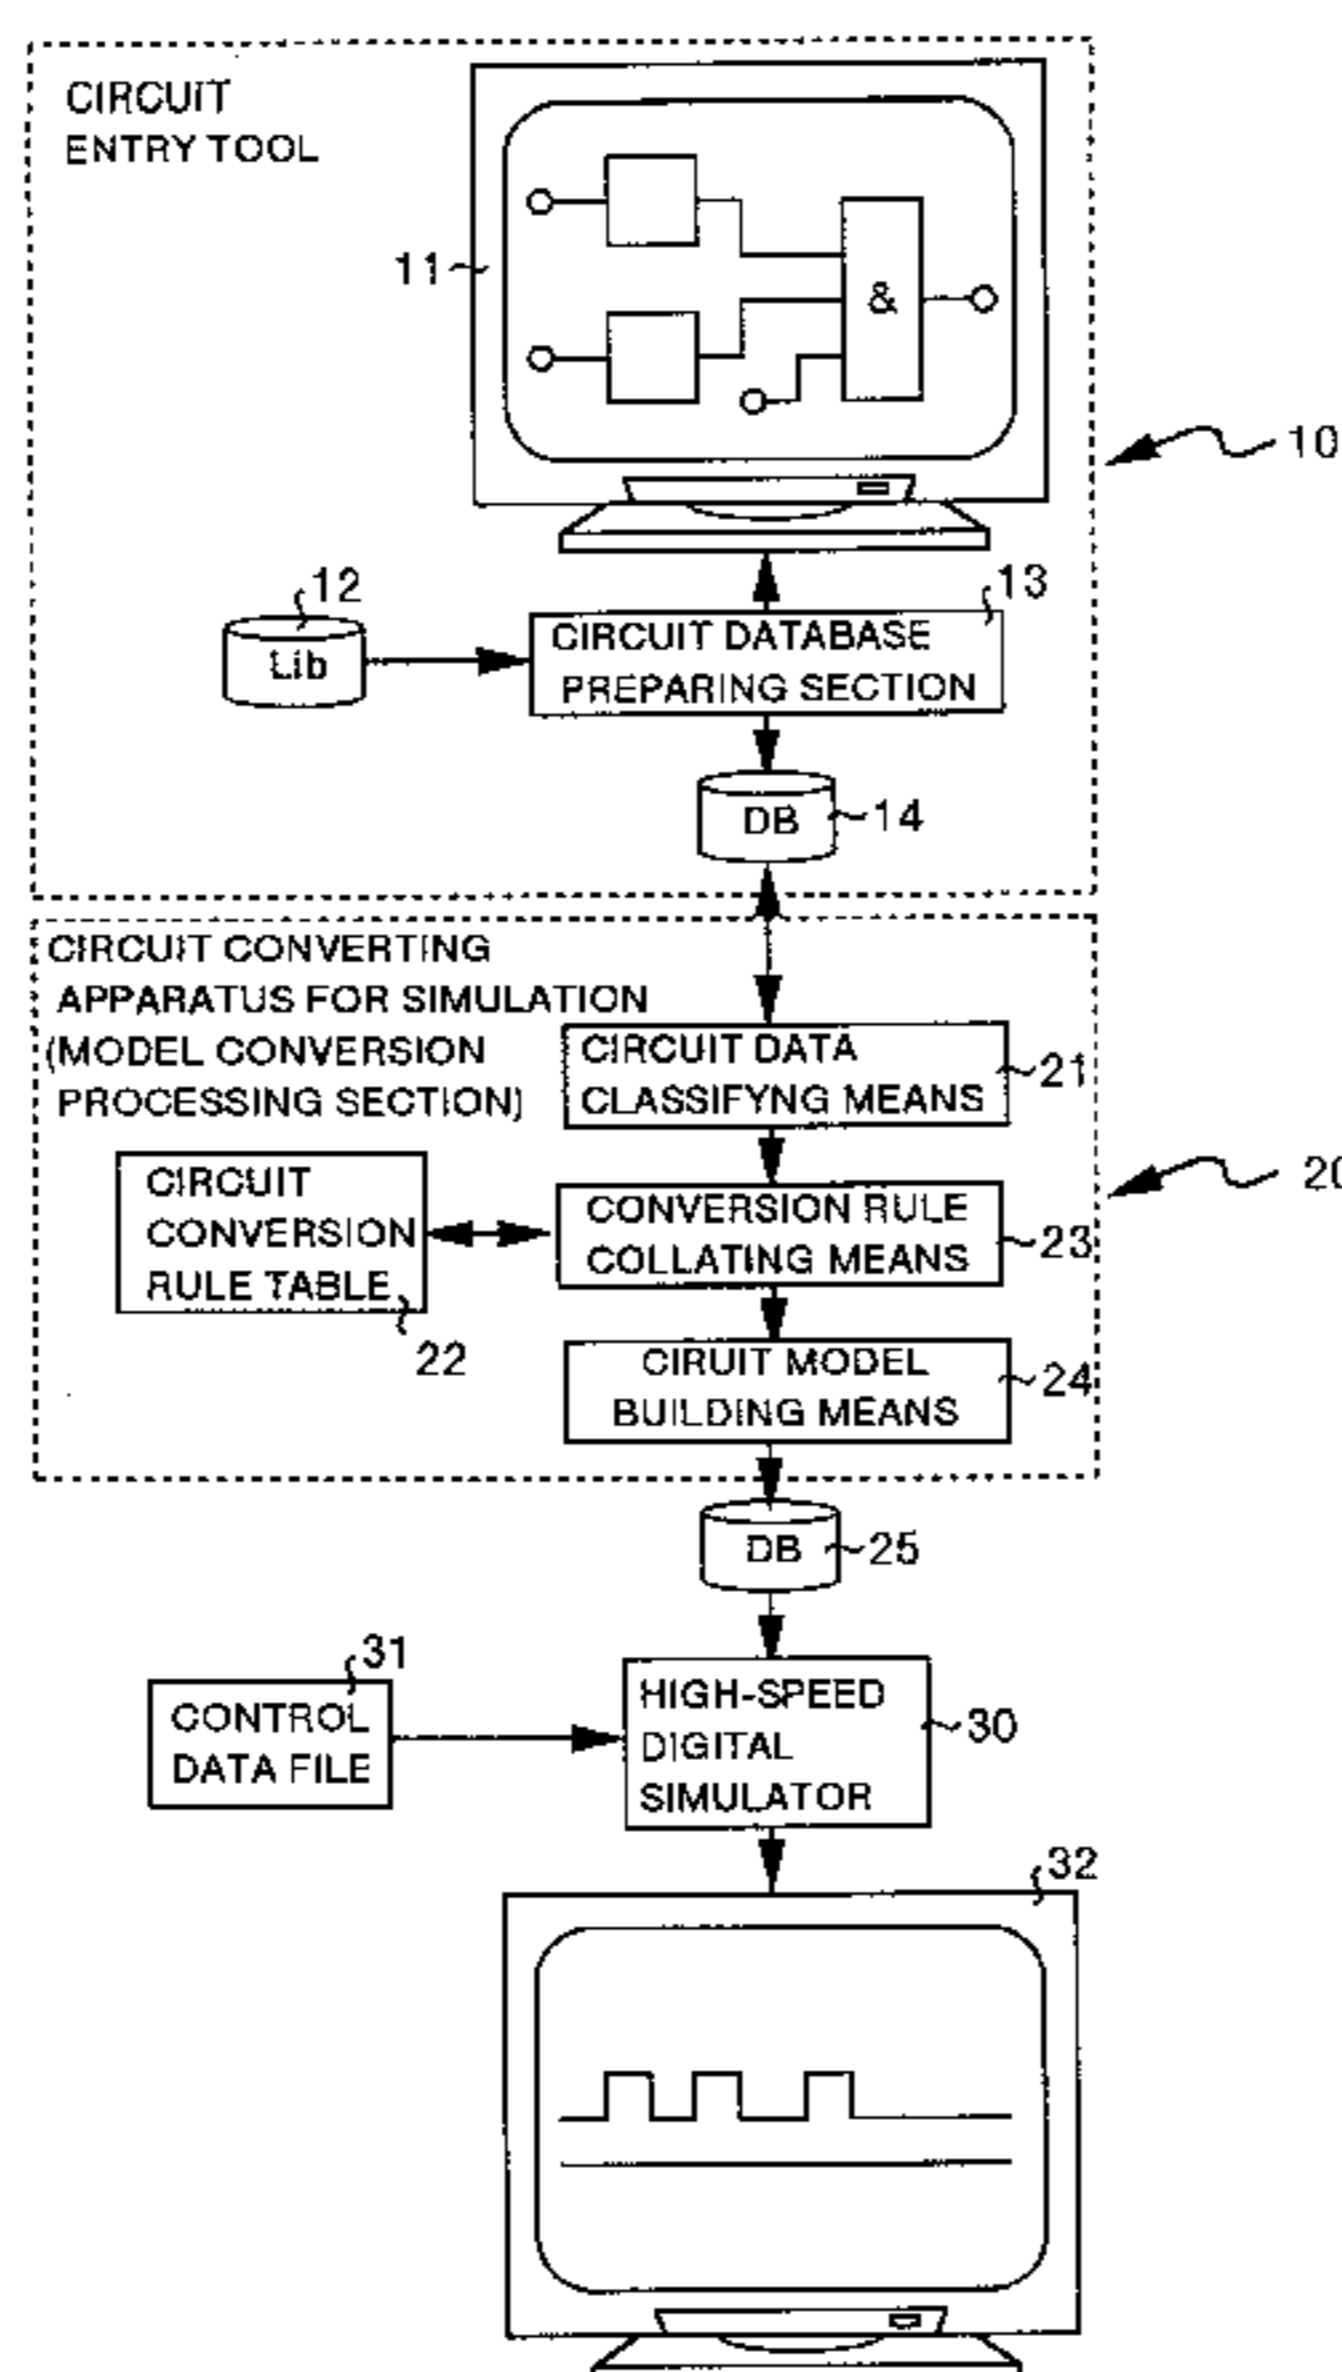 CIRCUIT
ENTRY TOOL
11
&
10
12
Lib
13
CIRCUIT DATABASE
PREPARING SECTION
DB
14
CIRCUIT CONVERTING
APPARATUS FOR SIMULATION
(MODEL CONVERSION
PROCESSING SECTION)
CIRCUIT DATA
CLASSIFYNG MEANS
21
20
CIRCUIT
CONVERSION
RULE TABLE
22
CONVERSION RULE
COLLATING MEANS
23
CIRUIT MODEL
BUILDING MEANS
24
DB
25
31
CONTROL
DATA FILE
HIGH-SPEED
DIGITAL
SIMULATOR
30
32